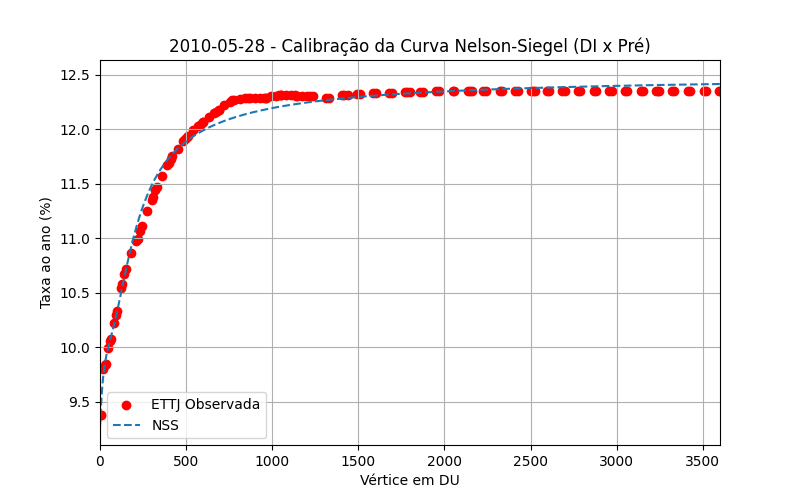 2010-05-28 - Calibração da Curva Nelson-Siegel (DI x Pré)
Taxa ao ano (%)
12.5
12.0
11.5
11.0
10.5
10.0
9.5
ETTJ Observada
NSS
0 500 1000 1500 2000 2500 3000 3500
Vértice em DU